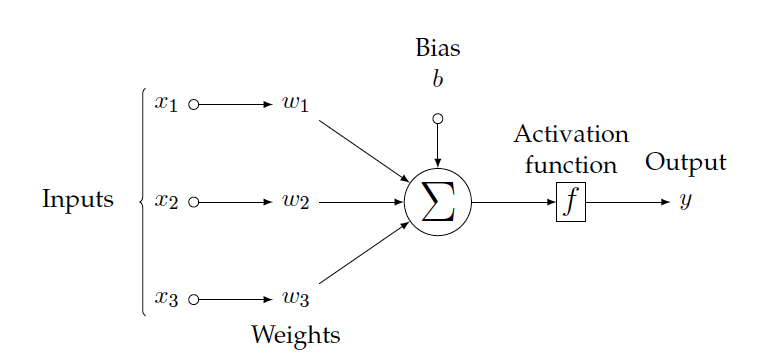 Bias
b
x₁ w₁
Activation
function
Output
Inputs
x₂ w₂
∑
f
y
x₃ w₃
Weights